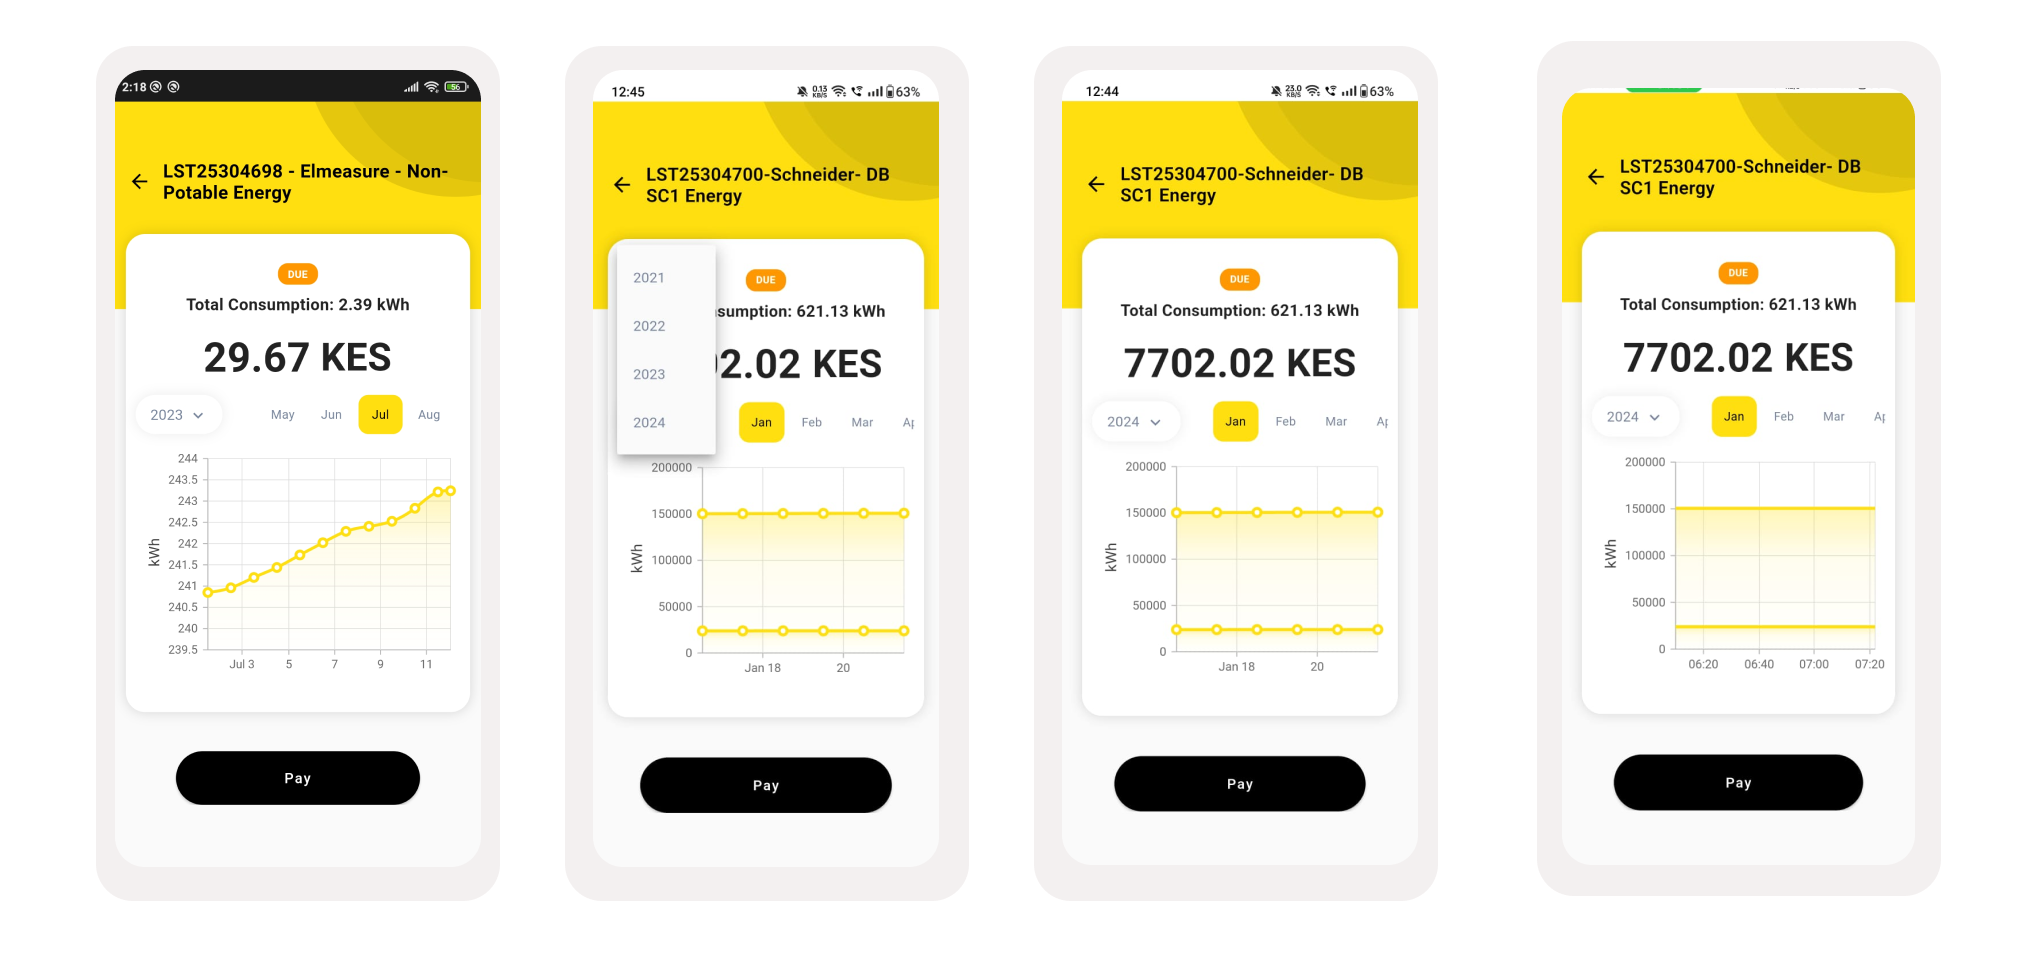 2:18
56
LST25304698 - Elmeasure - Non-
Potable Energy
DUE
Total Consumption: 2.39 kWh
29.67 KES
2023
May Jun Jul Aug
kWh
244
243.5
243
242.5
242
241.5
241
240.5
240
239.5
Jul 3 5 7 9 11
Pay
12:45
0.13 KB/S
63%
LST25304700-Schneider- DB
SC1 Energy
2021
2022
2023
2024
DUE
sumption: 621.13 kWh
2.02 KES
Jan Feb Mar
kWh
200000
150000
100000
50000
0
Jan 18 20
Pay
12:44
23.0 KB/S
63%
LST25304700-Schneider- DB
SC1 Energy
DUE
Total Consumption: 621.13 kWh
7702.02 KES
2024
Jan Feb Mar
kWh
200000
150000
100000
50000
0
Jan 18 20
Pay
LST25304700-Schneider- DB
SC1 Energy
DUE
Total Consumption: 621.13 kWh
7702.02 KES
2024
Jan Feb Mar
kWh
200000
150000
100000
50000
0
06:20 06:40 07:00 07:20
Pay